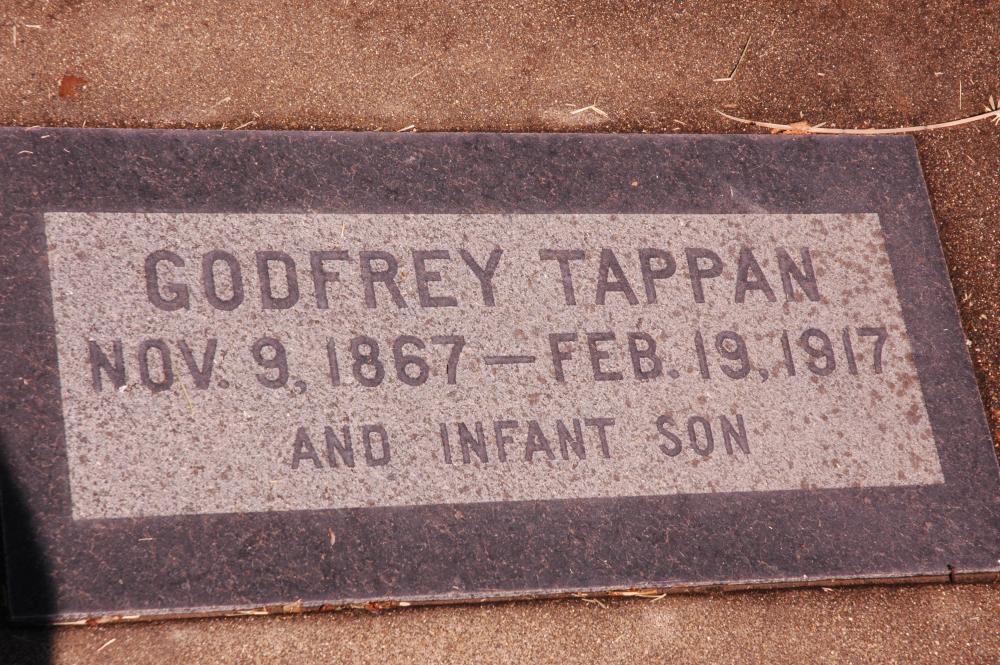 GODFREY TAPPAN
NOV. 9, 1867 — FEB. 19, 1917
AND INFANT SON